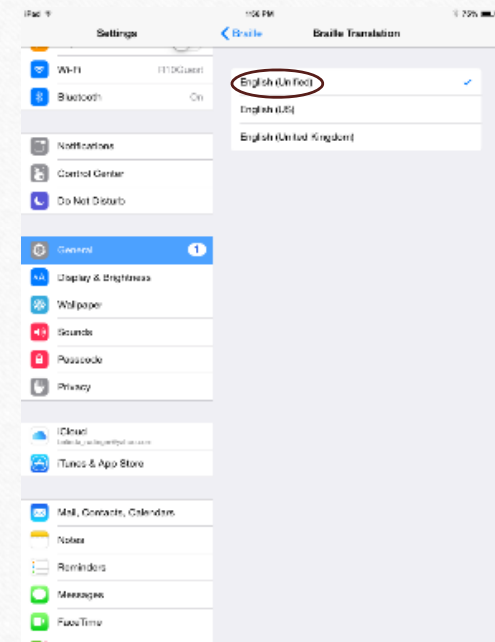 iPad
1:56 PM
75%
Settings
Braille
Braille Translation
Wi-Fi
Bluetooth On
Notifications
Control Center
Do Not Disturb
General 1
Display & Brightness
Wallpaper
Sounds
Passcode
Privacy
iCloud
iTunes & App Store
Mail, Contacts, Calendars
Notes
Reminders
Messages
FaceTime
English (Unified)
English (US)
English (United Kingdom)